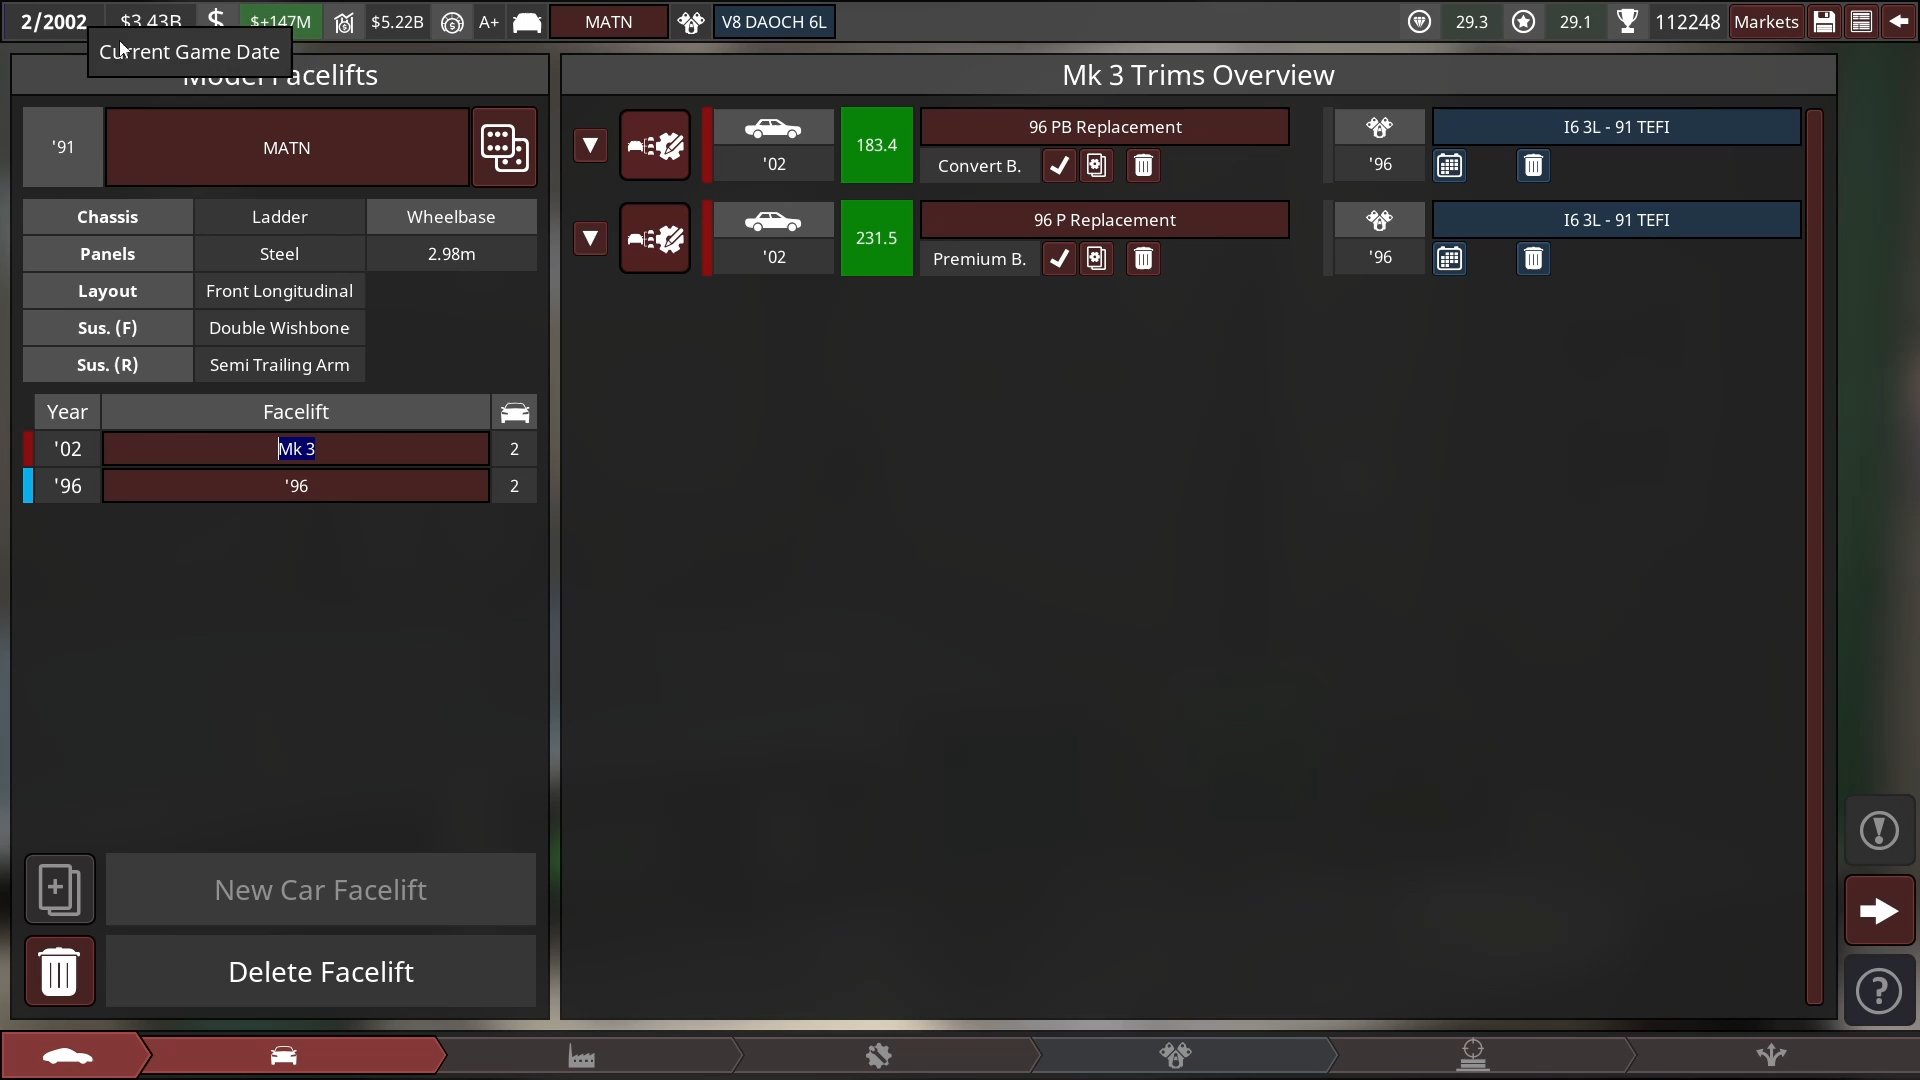 2/2002 $3.43B $ $+147M $5.22B A+ MATN V8 DAOCH 6L 29.3 29.1 112248 Markets
Current Game Date
Model Facelifts
'91 MATN
Chassis Ladder Wheelbase
Panels Steel 2.98m
Layout Front Longitudinal
Sus. (F) Double Wishbone
Sus. (R) Semi Trailing Arm
Year Facelift
'02 Mk 3 2
'96 '96 2
New Car Facelift
Delete Facelift
Mk 3 Trims Overview
'02 183.4 96 PB Replacement
Convert B.
'96 I6 3L - 91 TEFI
'02 231.5 96 P Replacement
Premium B.
'96 I6 3L - 91 TEFI